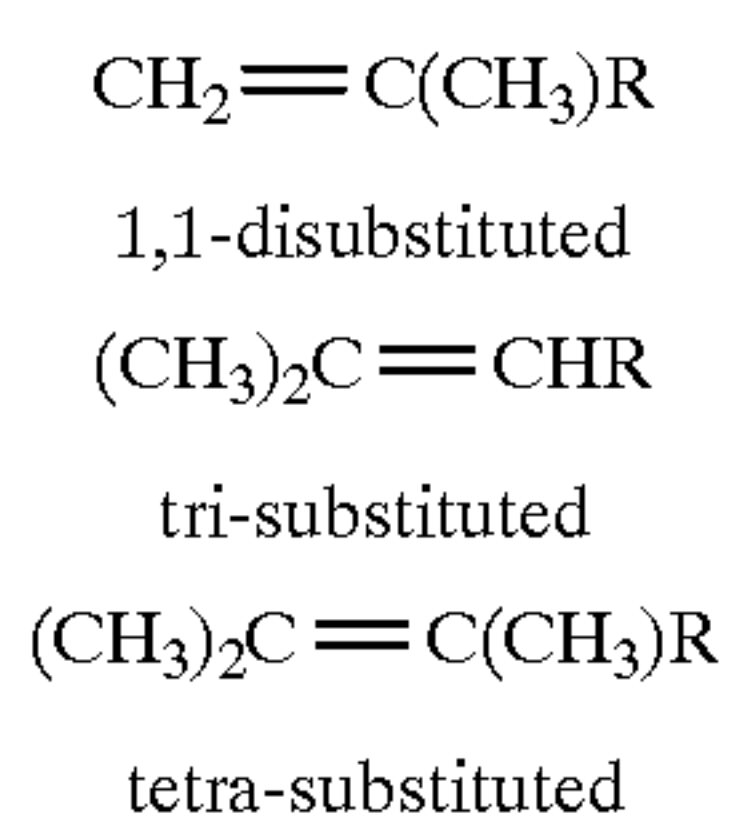 CH₂=C(CH₃)R
1,1-disubstituted
(CH₃)₂C=CHR
tri-substituted
(CH₃)₂C=C(CH₃)R
tetra-substituted